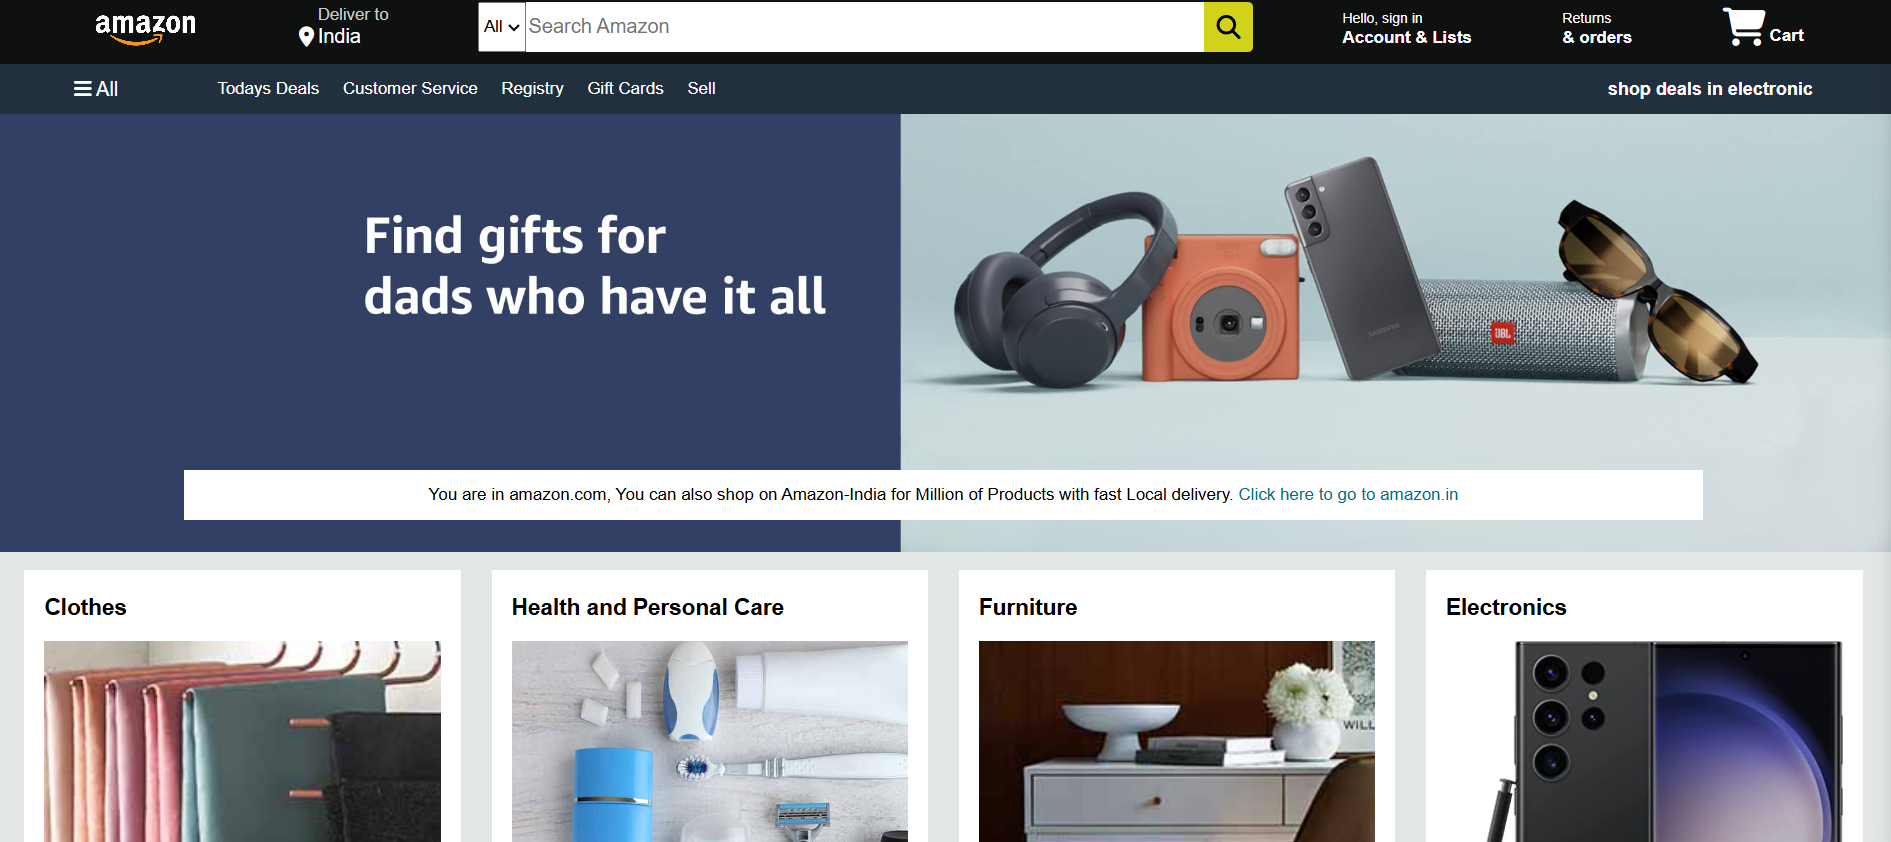 amazon
Deliver to
India
All
Search Amazon
Hello, sign in
Account & Lists
Returns
& orders
Cart
All
Todays Deals
Customer Service
Registry
Gift Cards
Sell
shop deals in electronic
Find gifts for
dads who have it all
SAMSUNG
JBL
You are in amazon.com, You can also shop on Amazon-India for Million of Products with fast Local delivery. Click here to go to amazon.in
Clothes
Health and Personal Care
Furniture
Electronics
WILL